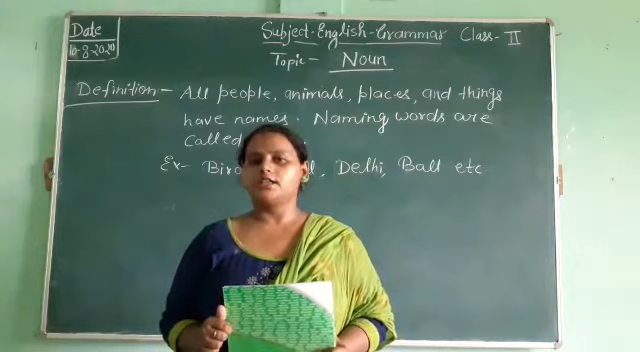 Date
10-8-2020
Subject-English-Grammar Class-II
Topic- Noun
Definition- All people, animals, places, and things
have names. Naming words are
called
Ex- Delhi, Ball etc